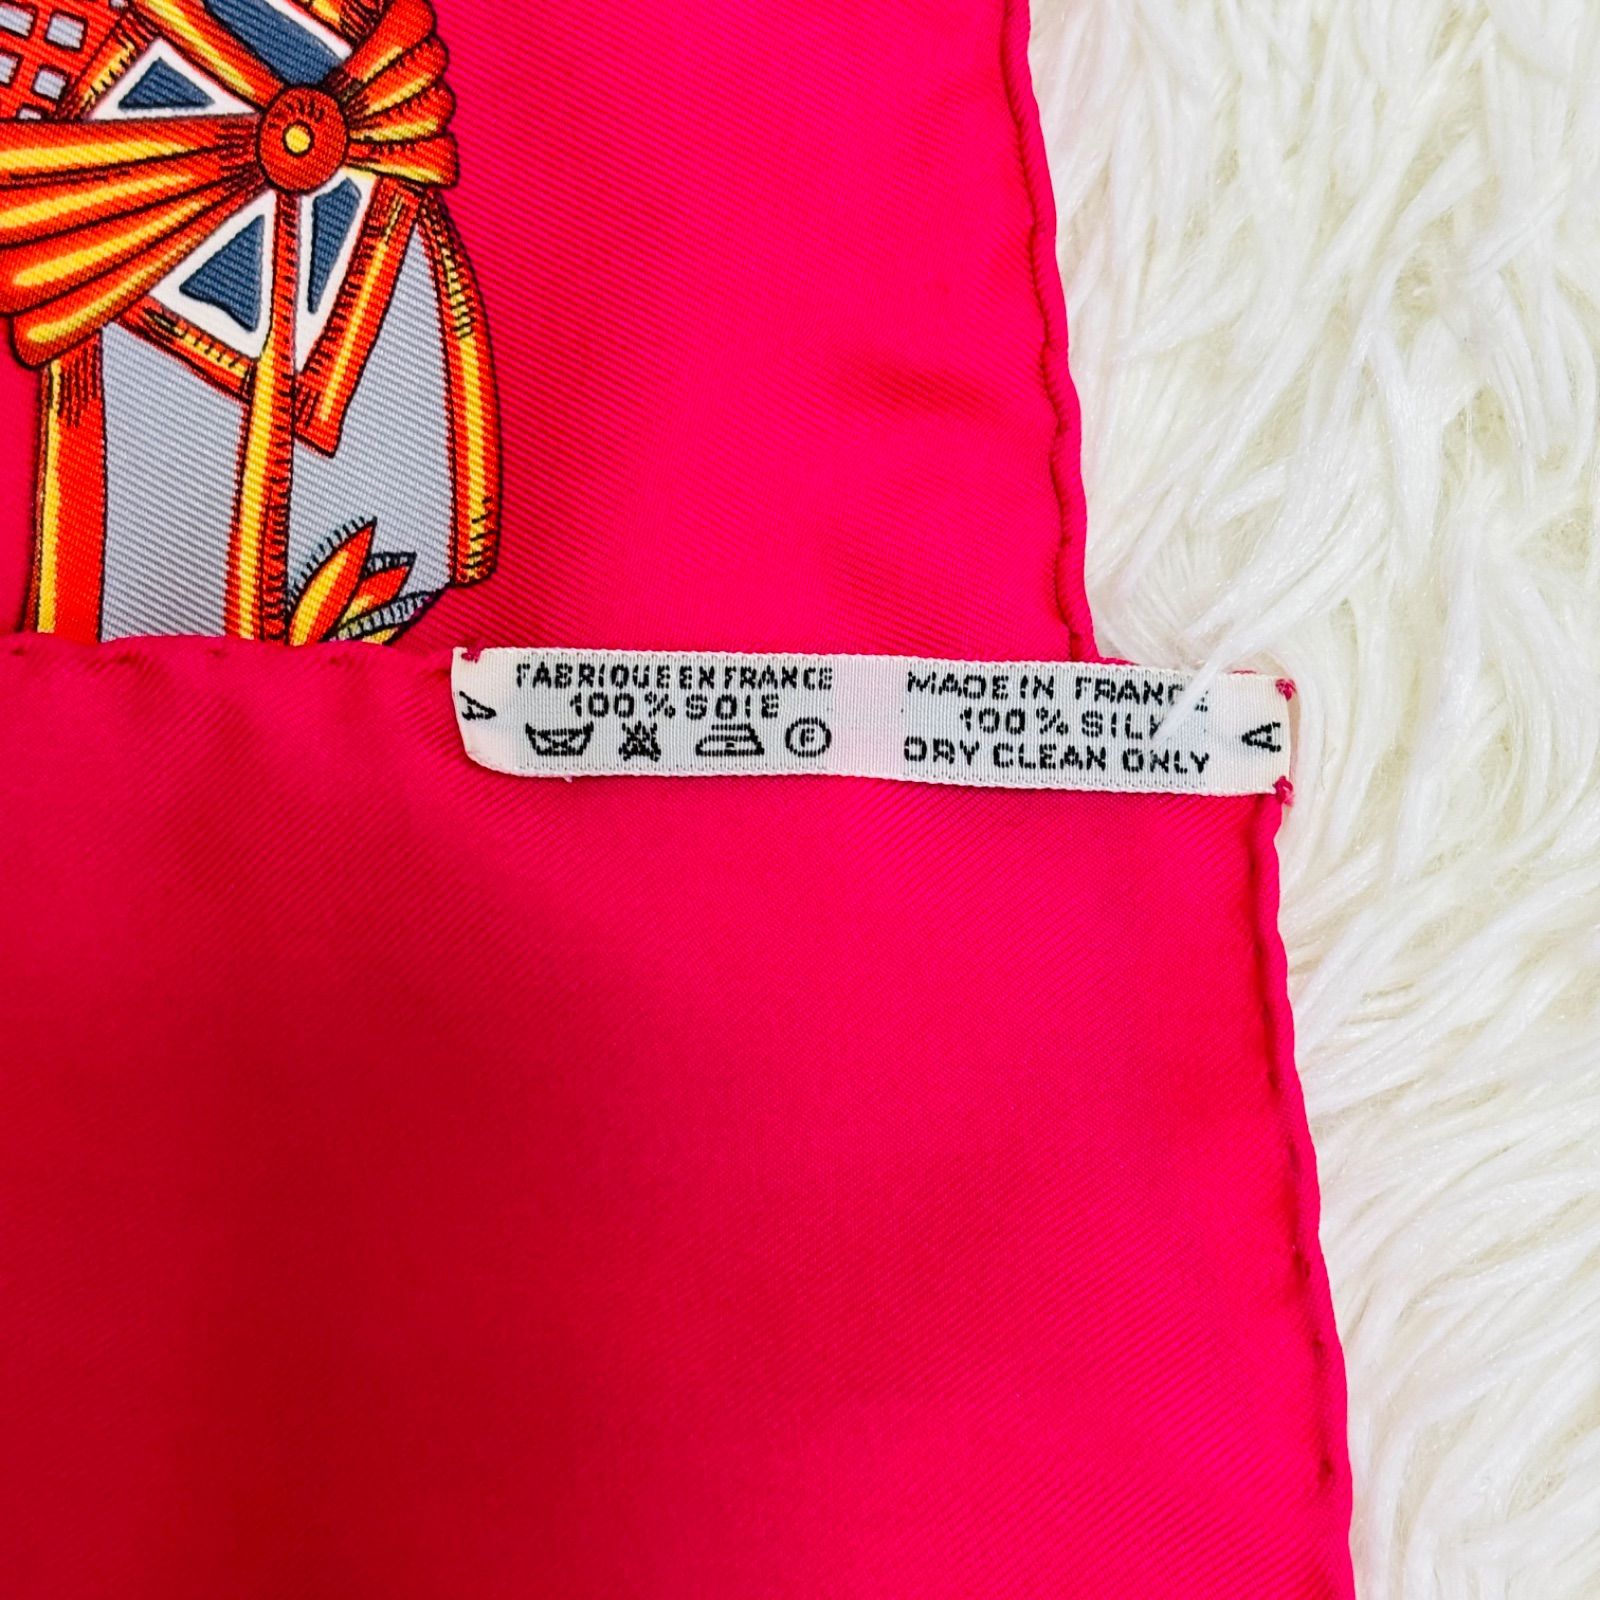 A
FABRIQUE EN FRANCE
100% SOIE
F
MADE IN FRANCE
100% SILK
DRY CLEAN ONLY
A